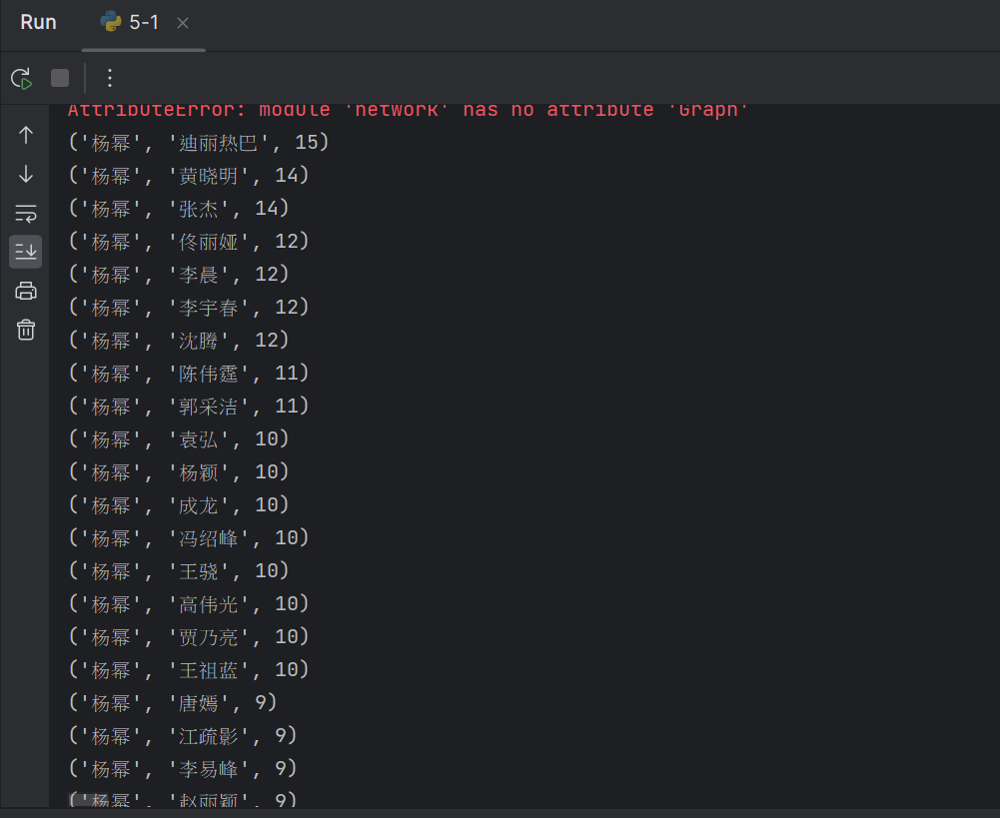 Run
5-1
AttributeError: module 'network' has no attribute 'Graph'
('杨幂', '迪丽热巴', 15)
('杨幂', '黄晓明', 14)
('杨幂', '张杰', 14)
('杨幂', '佟丽娅', 12)
('杨幂', '李晨', 12)
('杨幂', '李宇春', 12)
('杨幂', '沈腾', 12)
('杨幂', '陈伟霆', 11)
('杨幂', '郭采洁', 11)
('杨幂', '袁弘', 10)
('杨幂', '杨颖', 10)
('杨幂', '成龙', 10)
('杨幂', '冯绍峰', 10)
('杨幂', '王骁', 10)
('杨幂', '高伟光', 10)
('杨幂', '贾乃亮', 10)
('杨幂', '王祖蓝', 10)
('杨幂', '唐嫣', 9)
('杨幂', '江疏影', 9)
('杨幂', '李易峰', 9)
('杨幂', '赵丽颖', 9)